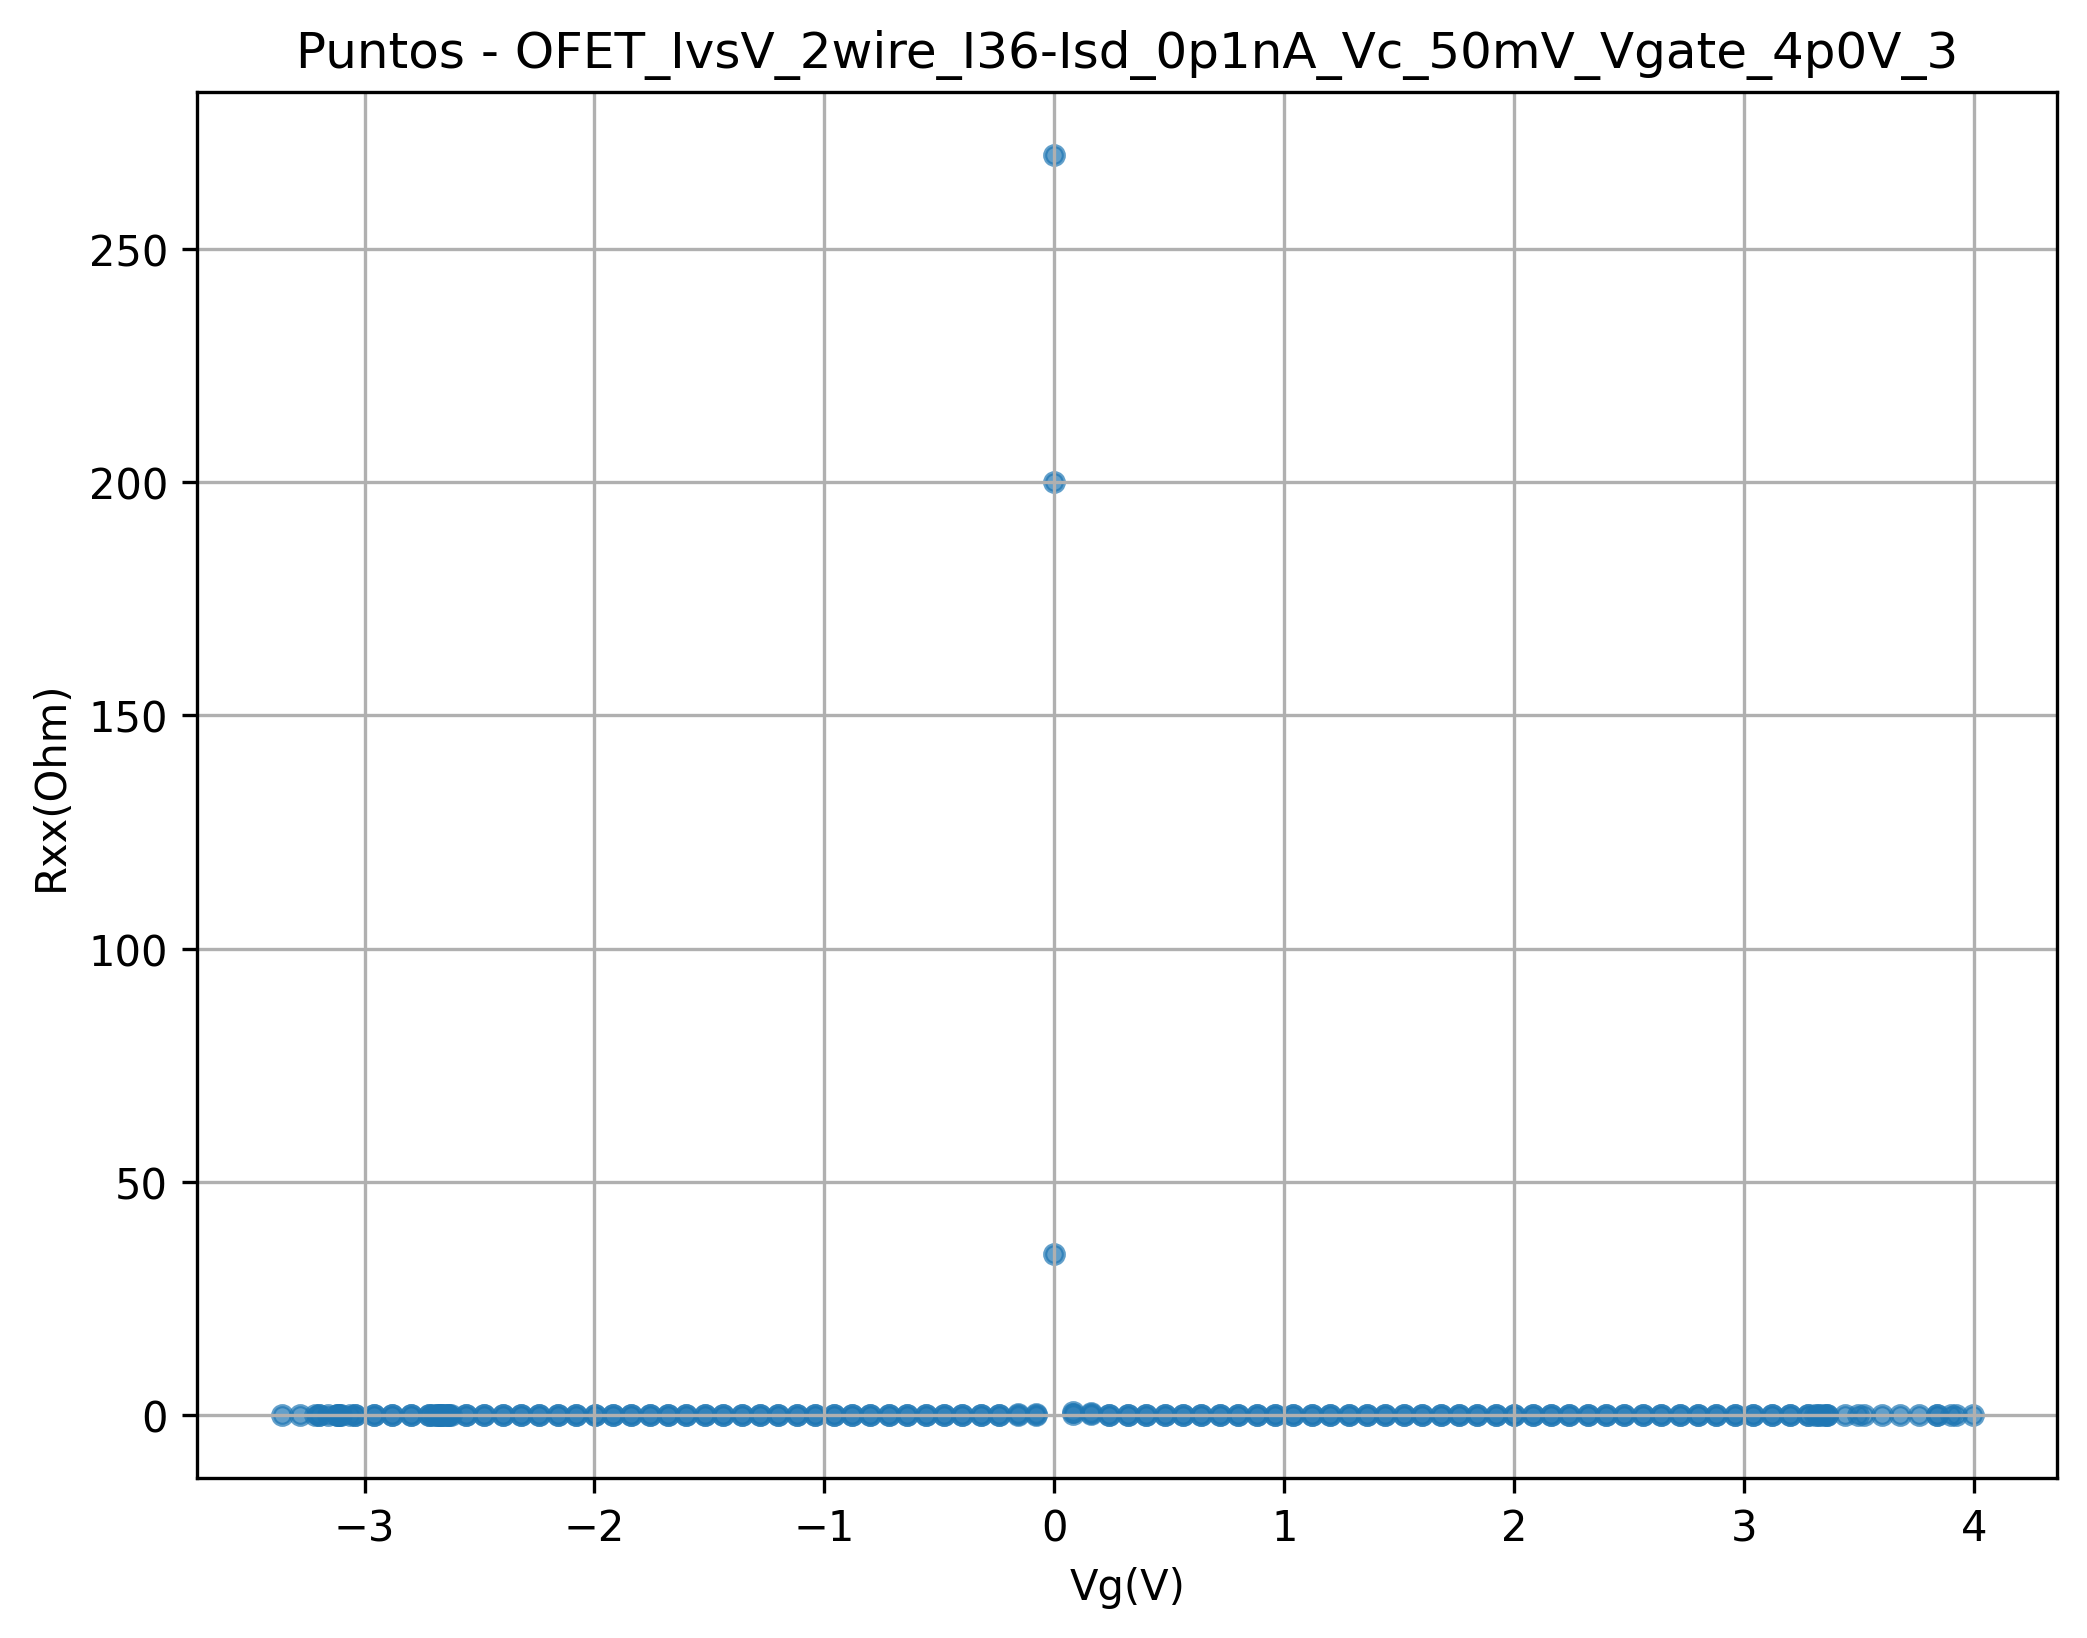 Puntos - OFET_IvsV_2wire_I36-Isd_0p1nA_Vc_50mV_Vgate_4p0V_3
250
200
150
100
50
0
Rxx(Ohm)
−3 −2 −1 0 1 2 3 4
Vg(V)